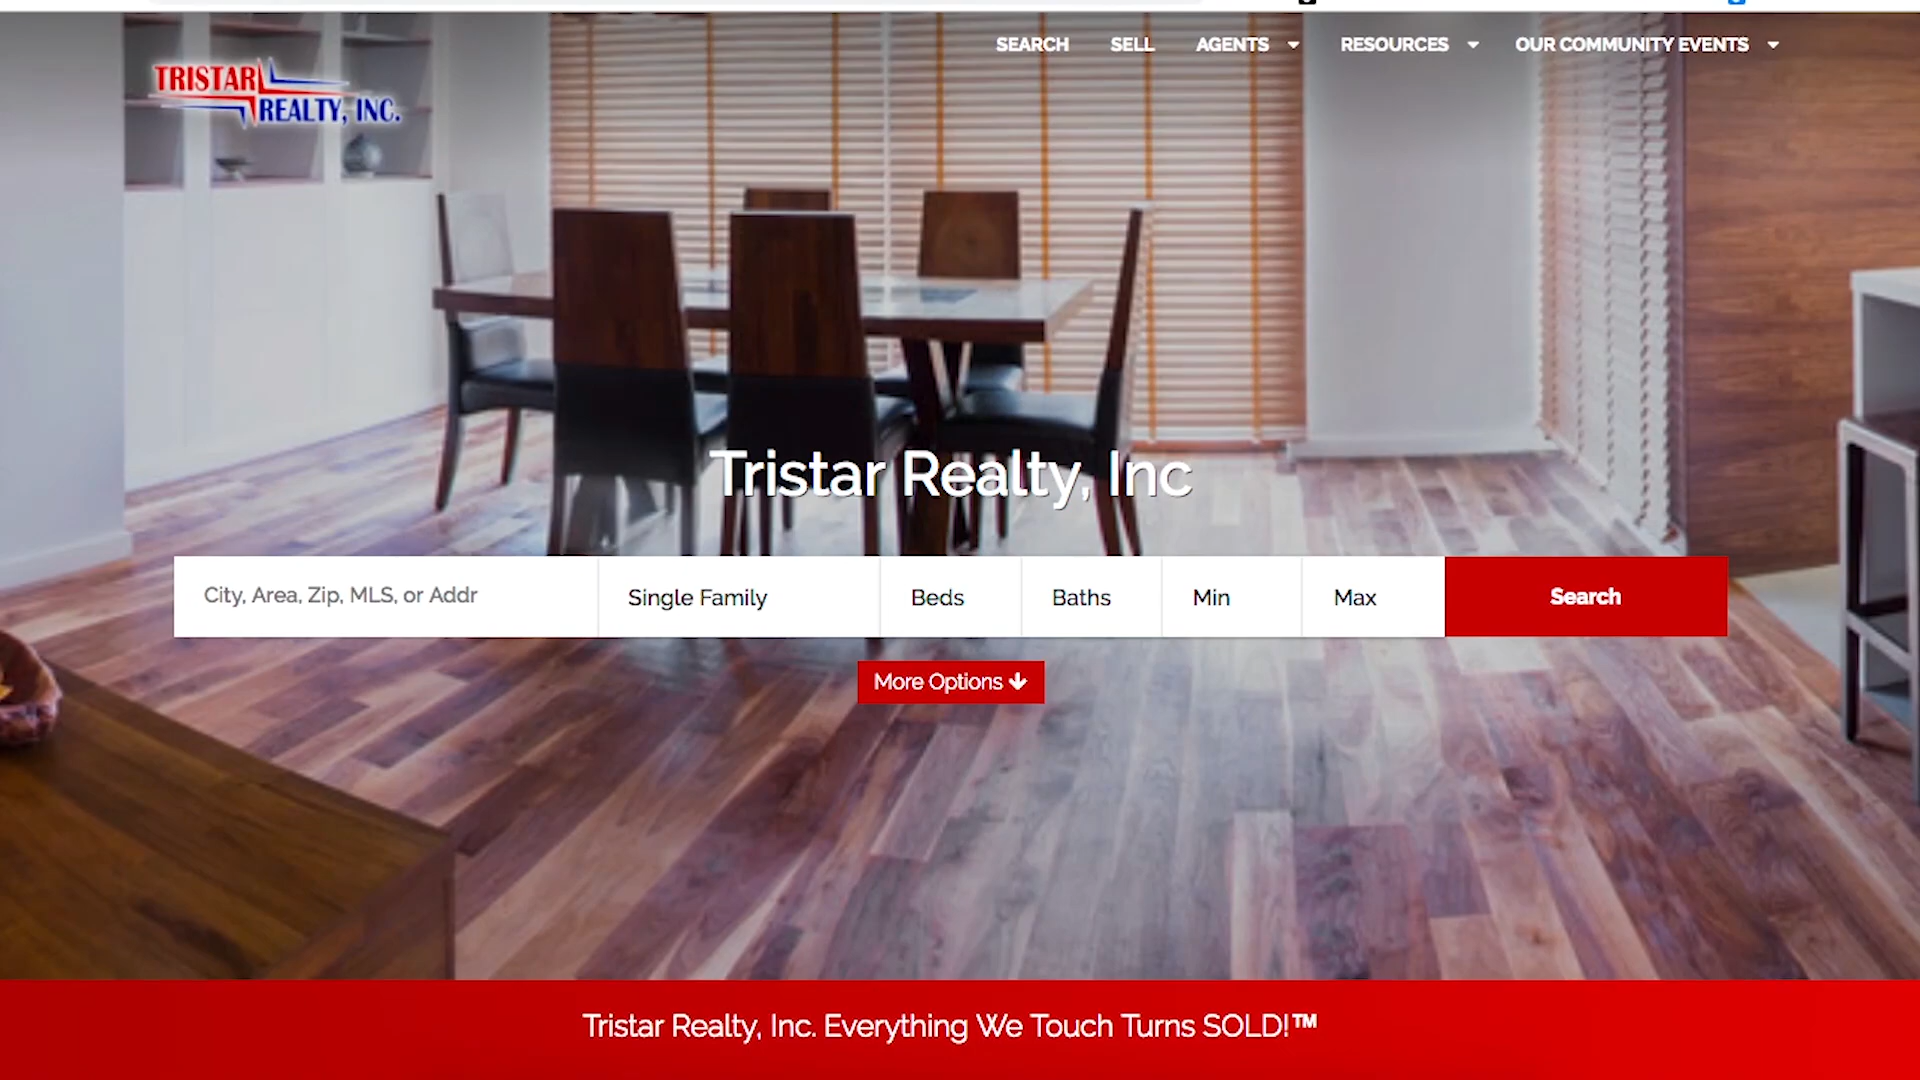 SEARCH SELL AGENTS RESOURCES OUR COMMUNITY EVENTS
TRISTAR
REALTY, INC.
Tristar Realty, Inc
City, Area, Zip, MLS, or Addr Single Family Beds Baths Min Max Search
More Options
Tristar Realty, Inc. Everything We Touch Turns SOLD!™